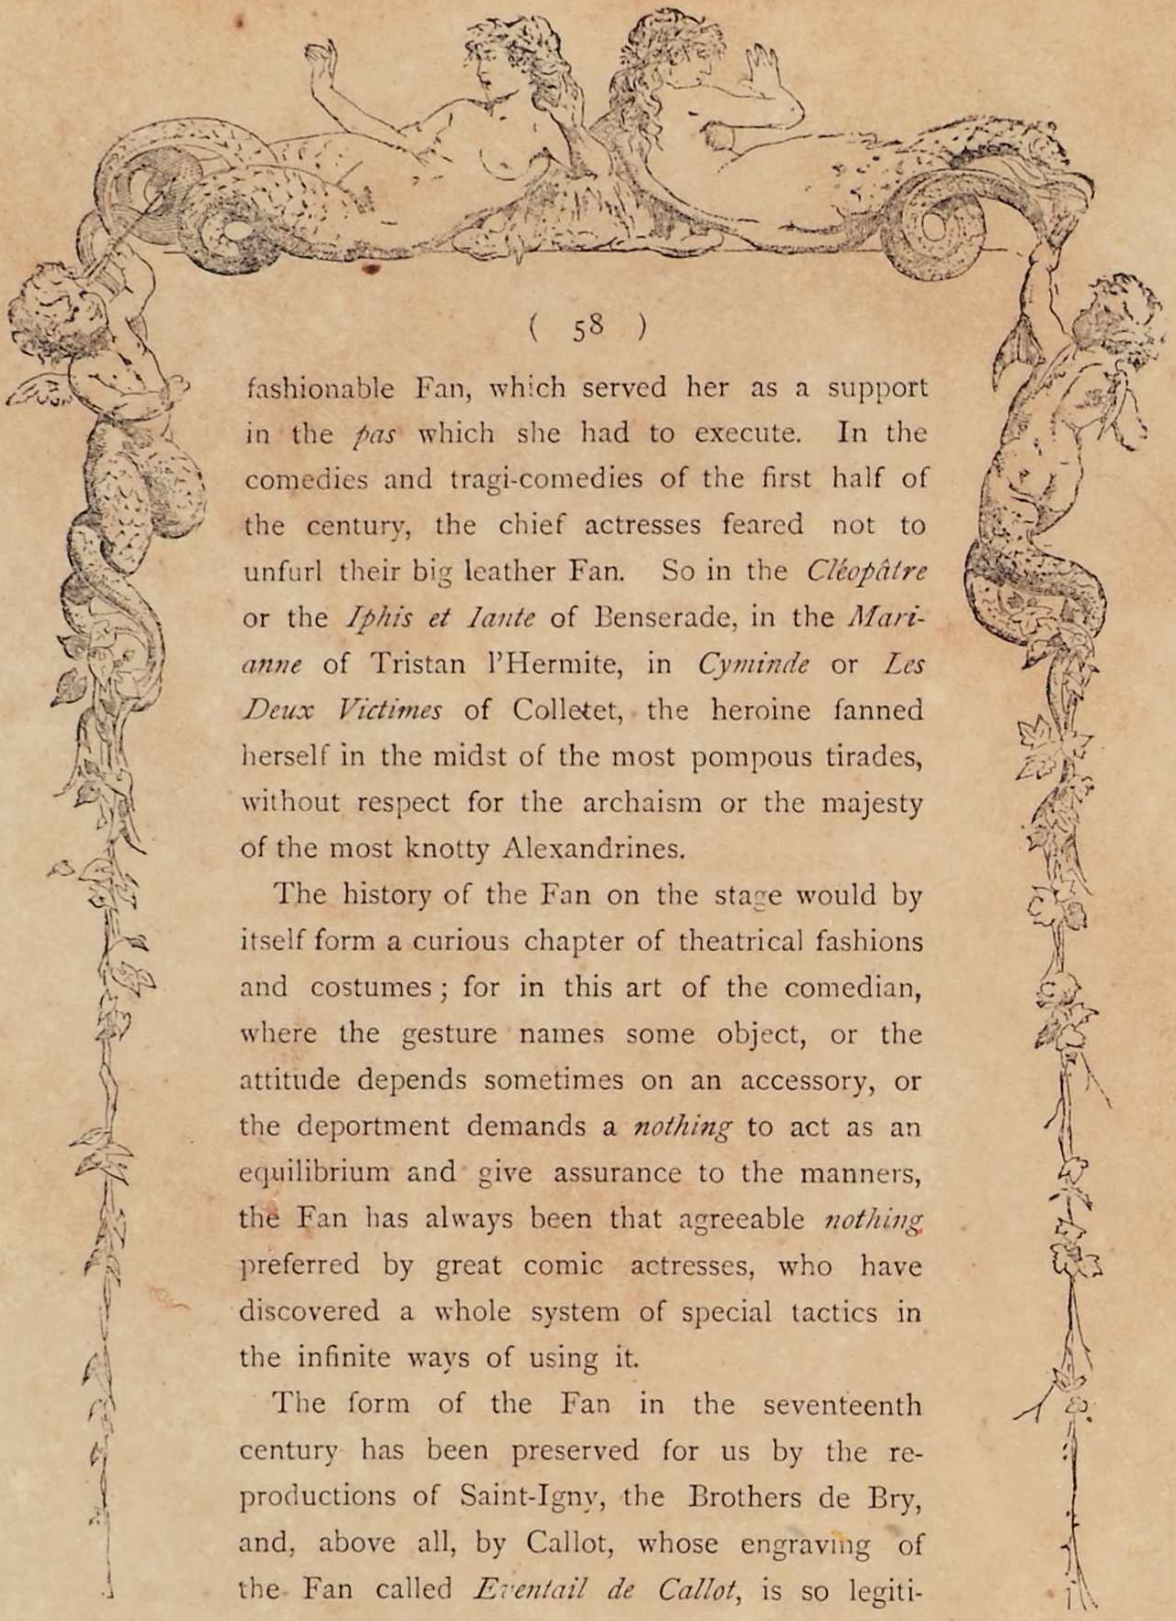 ( 58 )
fashionable Fan, which served her as a support
in the pas which she had to execute. In the
comedies and tragi-comedies of the first half of
the century, the chief actresses feared not to
unfurl their big leather Fan. So in the Cléopâtre
or the Iphis et Iante of Benserade, in the Mari-
anne of Tristan l'Hermite, in Cyminde or Les
Deux Victimes of Colletet, the heroine fanned
herself in the midst of the most pompous tirades,
without respect for the archaism or the majesty
of the most knotty Alexandrines.
The history of the Fan on the stage would by
itself form a curious chapter of theatrical fashions
and costumes; for in this art of the comedian,
where the gesture names some object, or the
attitude depends sometimes on an accessory, or
the deportment demands a nothing to act as an
equilibrium and give assurance to the manners,
the Fan has always been that agreeable nothing
preferred by great comic actresses, who have
discovered a whole system of special tactics in
the infinite ways of using it.
The form of the Fan in the seventeenth
century has been preserved for us by the re-
productions of Saint-Igny, the Brothers de Bry,
and, above all, by Callot, whose engraving of
the Fan called Eventail de Callot, is so legiti-